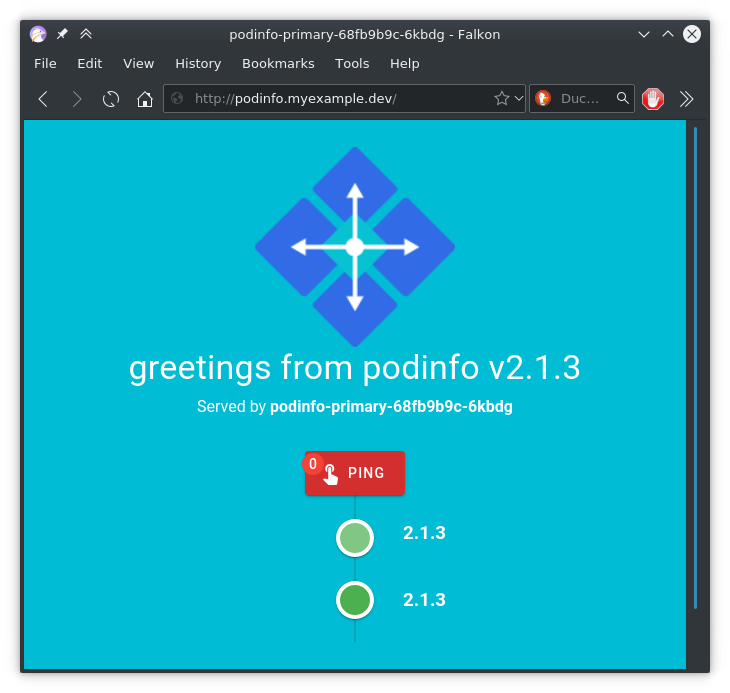 podinfo-primary-68fb9b9c-6kbdg - Falkon
File Edit View History Bookmarks Tools Help
http://podinfo.myexample.dev/ Duc...
greetings from podinfo v2.1.3
Served by podinfo-primary-68fb9b9c-6kbdg
0 PING
2.1.3
2.1.3